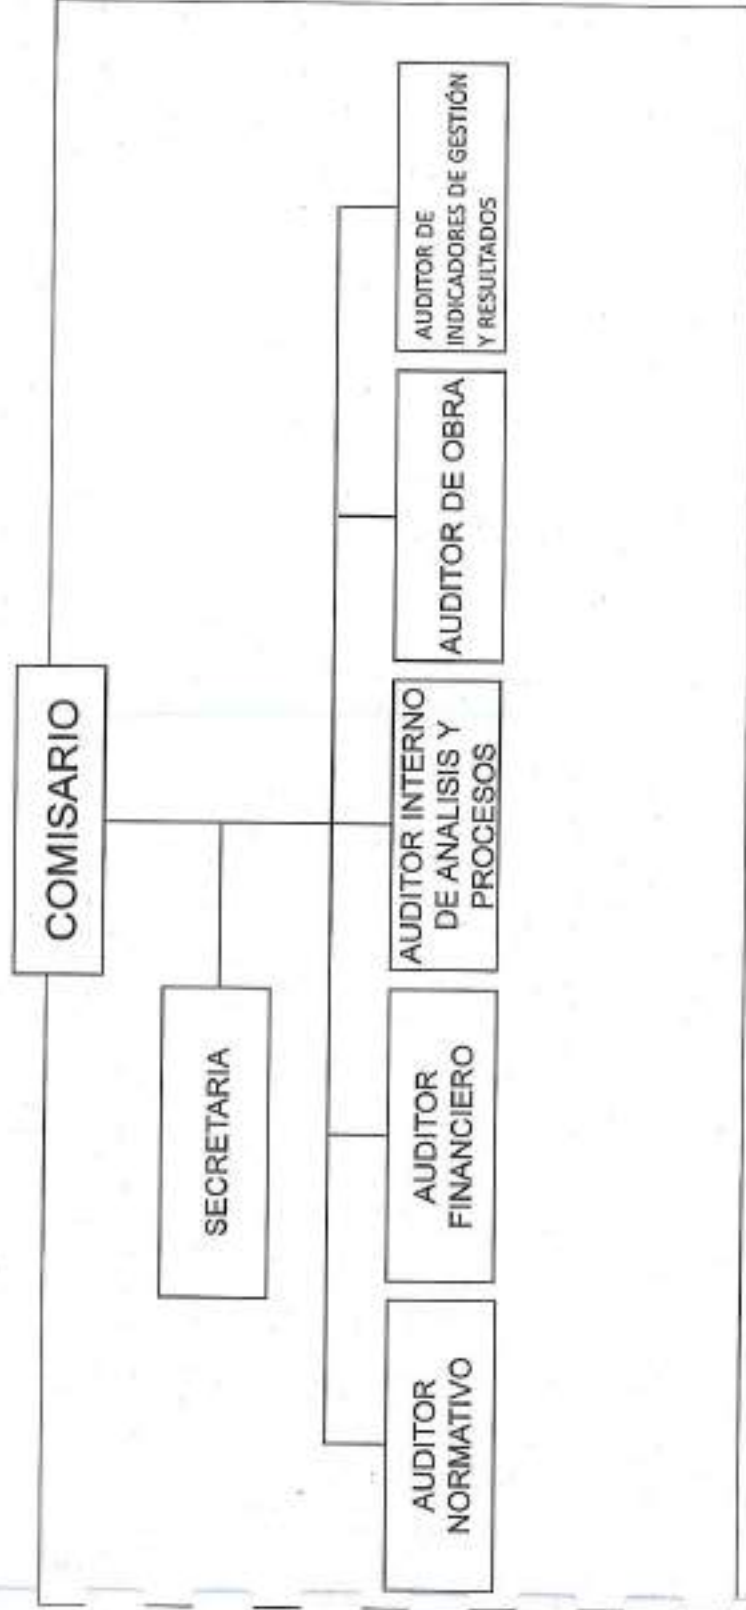 COMISARIO
SECRETARIA
AUDITOR
NORMATIVO
AUDITOR
FINANCIERO
AUDITOR INTERNO
DE ANALISIS Y
PROCESOS
AUDITOR DE OBRA
AUDITOR DE
INDICADORES DE GESTIÓN
Y RESULTADOS